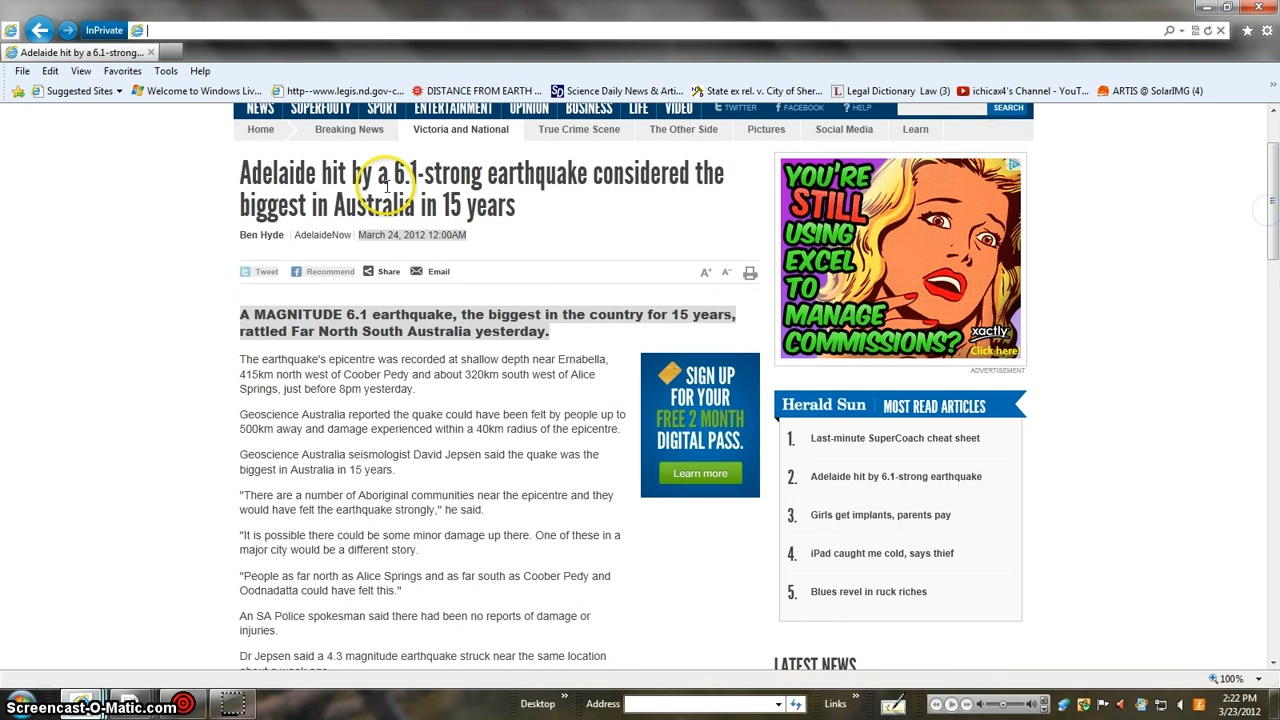 InPrivate
Adelaide hit by a 6.1-strong...
File Edit View Favorites Tools Help
Suggested Sites Welcome to Windows Liv... http--www.legis.nd.gov-c... DISTANCE FROM EARTH ... Science Daily News & Arti... State ex rel. v. City of Sher... Legal Dictionary Law (3) ichicax4's Channel - YouT... ARTIS @ SolarIMG (4)
NEWS SUPERFOOTY SPORT ENTERTAINMENT OPINION BUSINESS LIFE VIDEO TWITTER FACEBOOK HELP SEARCH
Home Breaking News Victoria and National True Crime Scene The Other Side Pictures Social Media Learn
Adelaide hit by a 6.1-strong earthquake considered the
biggest in Australia in 15 years
Ben Hyde AdelaideNow March 24, 2012 12:00AM
Tweet Recommend Share Email A+ A-
A MAGNITUDE 6.1 earthquake, the biggest in the country for 15 years,
rattled Far North South Australia yesterday.
The earthquake's epicentre was recorded at shallow depth near Ernabella,
415km north west of Coober Pedy and about 320km south west of Alice
Springs, just before 8pm yesterday.
Geoscience Australia reported the quake could have been felt by people up to
500km away and damage experienced within a 40km radius of the epicentre.
Geoscience Australia seismologist David Jepsen said the quake was the
biggest in Australia in 15 years.
"There are a number of Aboriginal communities near the epicentre and they
would have felt the earthquake strongly," he said.
"It is possible there could be some minor damage up there. One of these in a
major city would be a different story.
"People as far north as Alice Springs and as far south as Coober Pedy and
Oodnadatta could have felt this."
An SA Police spokesman said there had been no reports of damage or
injuries.
Dr Jepsen said a 4.3 magnitude earthquake struck near the same location
about a week ago.
SIGN UP
FOR YOUR
FREE 2 MONTH
DIGITAL PASS.
Learn more
YOU'RE
STILL
USING
EXCEL
TO
MANAGE
COMMISSIONS?
xactly
Click here
ADVERTISEMENT
Herald Sun MOST READ ARTICLES
1. Last-minute SuperCoach cheat sheet
2. Adelaide hit by 6.1-strong earthquake
3. Girls get implants, parents pay
4. iPad caught me cold, says thief
5. Blues revel in ruck riches
LATEST NEWS
100%
Screencast-O-Matic.com
Desktop Address Links
2:22 PM
3/23/2012